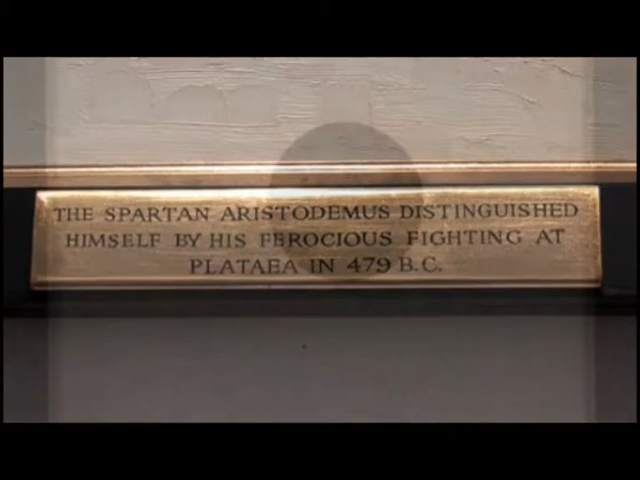 THE SPARTAN ARISTODEMUS DISTINGUISHED
HIMSELF BY HIS FEROCIOUS FIGHTING AT
PLATAEA IN 479 B.C.